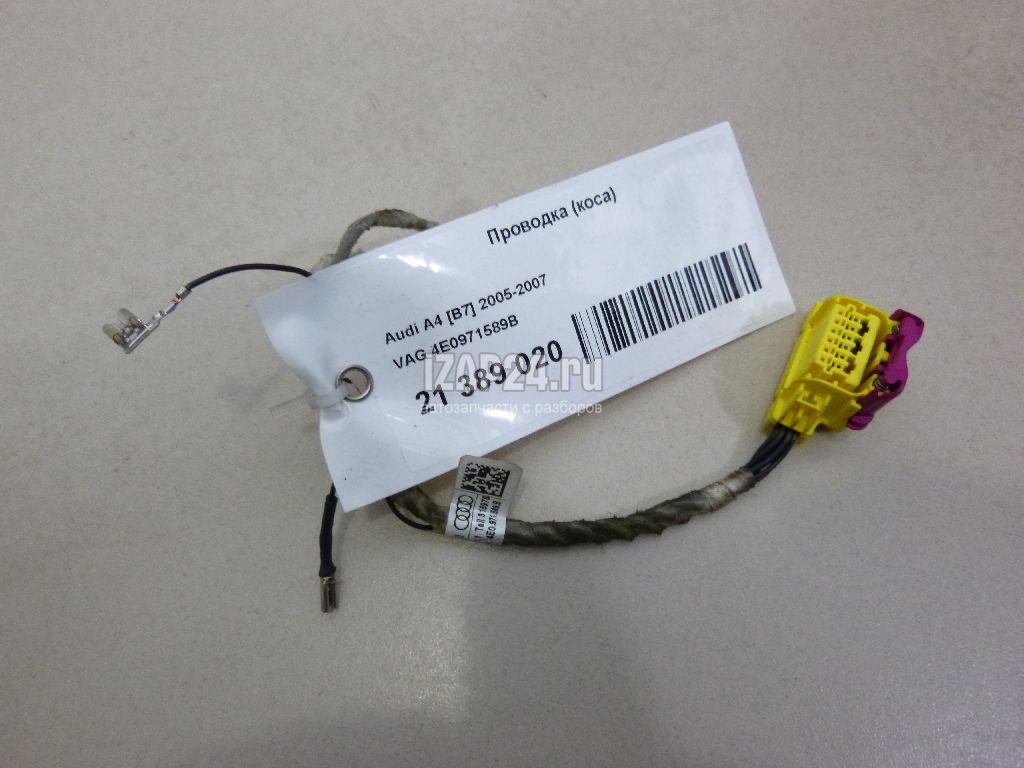 Проводка (коса)
Audi A4 [B7] 2005-2007
VAG 4E0971589B
21 389 020
IZAP24.ru
автозапчасти с разборов